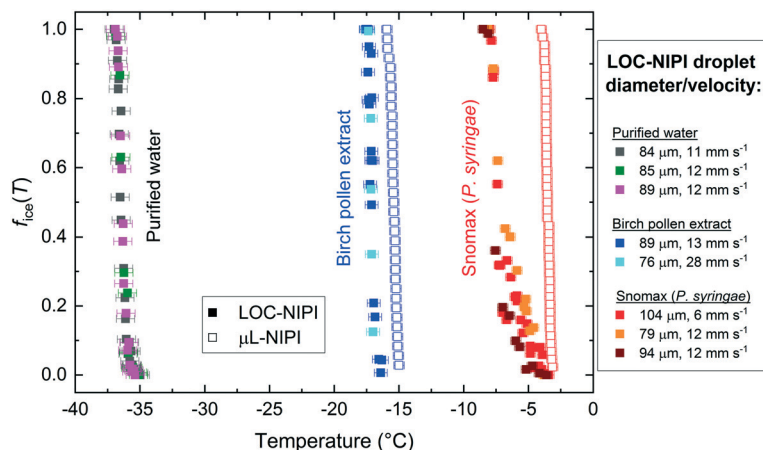 1.0
0.8
0.6
0.4
0.2
0.0
f_ice(T)
-40
-35
-30
-25
-20
-15
-10
-5
0
Temperature (°C)
Purified water
Birch pollen extract
Snomax (P. syringae)
LOC-NIPI
µL-NIPI
LOC-NIPI droplet
diameter/velocity:
Purified water
84 µm, 11 mm s⁻¹
85 µm, 12 mm s⁻¹
89 µm, 12 mm s⁻¹
Birch pollen extract
89 µm, 13 mm s⁻¹
76 µm, 28 mm s⁻¹
Snomax (P. syringae)
104 µm, 6 mm s⁻¹
79 µm, 12 mm s⁻¹
94 µm, 12 mm s⁻¹